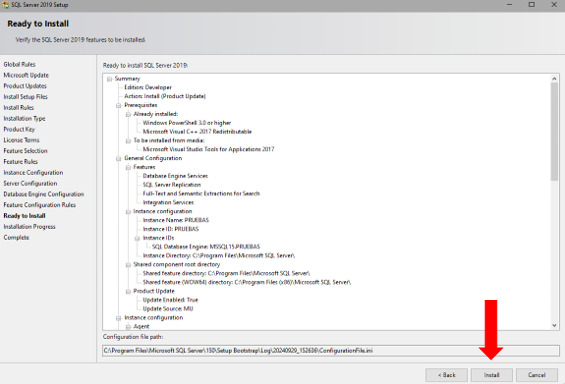 SQL Server 2019 Setup
Ready to Install
Verify the SQL Server 2019 features to be installed.
Global Rules
Microsoft Update
Product Updates
Install Setup Files
Install Rules
Installation Type
Product Key
License Terms
Feature Selection
Feature Rules
Instance Configuration
Server Configuration
Database Engine Configuration
Feature Configuration Rules
Ready to Install
Installation Progress
Complete
Ready to install SQL Server 2019:
Summary
Edition: Developer
Action: Install (Product Update)
Prerequisites
Already installed:
Windows PowerShell 3.0 or higher
Microsoft Visual C++ 2017 Redistributable
To be installed from media:
Microsoft Visual Studio Tools for Applications 2017
General Configuration
Features
Database Engine Services
SQL Server Replication
Full-Text and Semantic Extractions for Search
Integration Services
Instance configuration
Instance Name: PRUEBAS
Instance ID: PRUEBAS
Instance IDs
SQL Database Engine: MSSQL15.PRUEBAS
Instance Directory: C:\Program Files\Microsoft SQL Server\
Shared component root directory
Shared feature directory: C:\Program Files\Microsoft SQL Server\
Shared feature (WOW64) directory: C:\Program Files (x86)\Microsoft SQL Server\
Product Update
Update Enabled: True
Update Source: MU
Instance configuration
Agent
Configuration file path:
C:\Program Files\Microsoft SQL Server\150\Setup Bootstrap\Log\20240929_152636\ConfigurationFile.ini
< Back
Install
Cancel